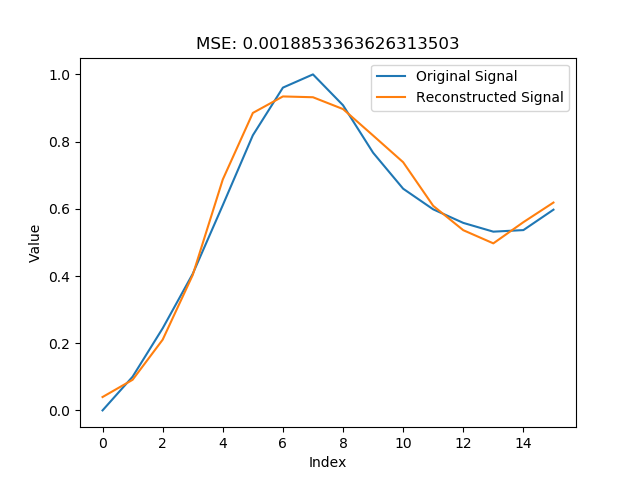 MSE: 0.0018853363626313503
Original Signal
Reconstructed Signal
1.0
0.8
0.6
0.4
0.2
0.0
Value
0 2 4 6 8 10 12 14
Index